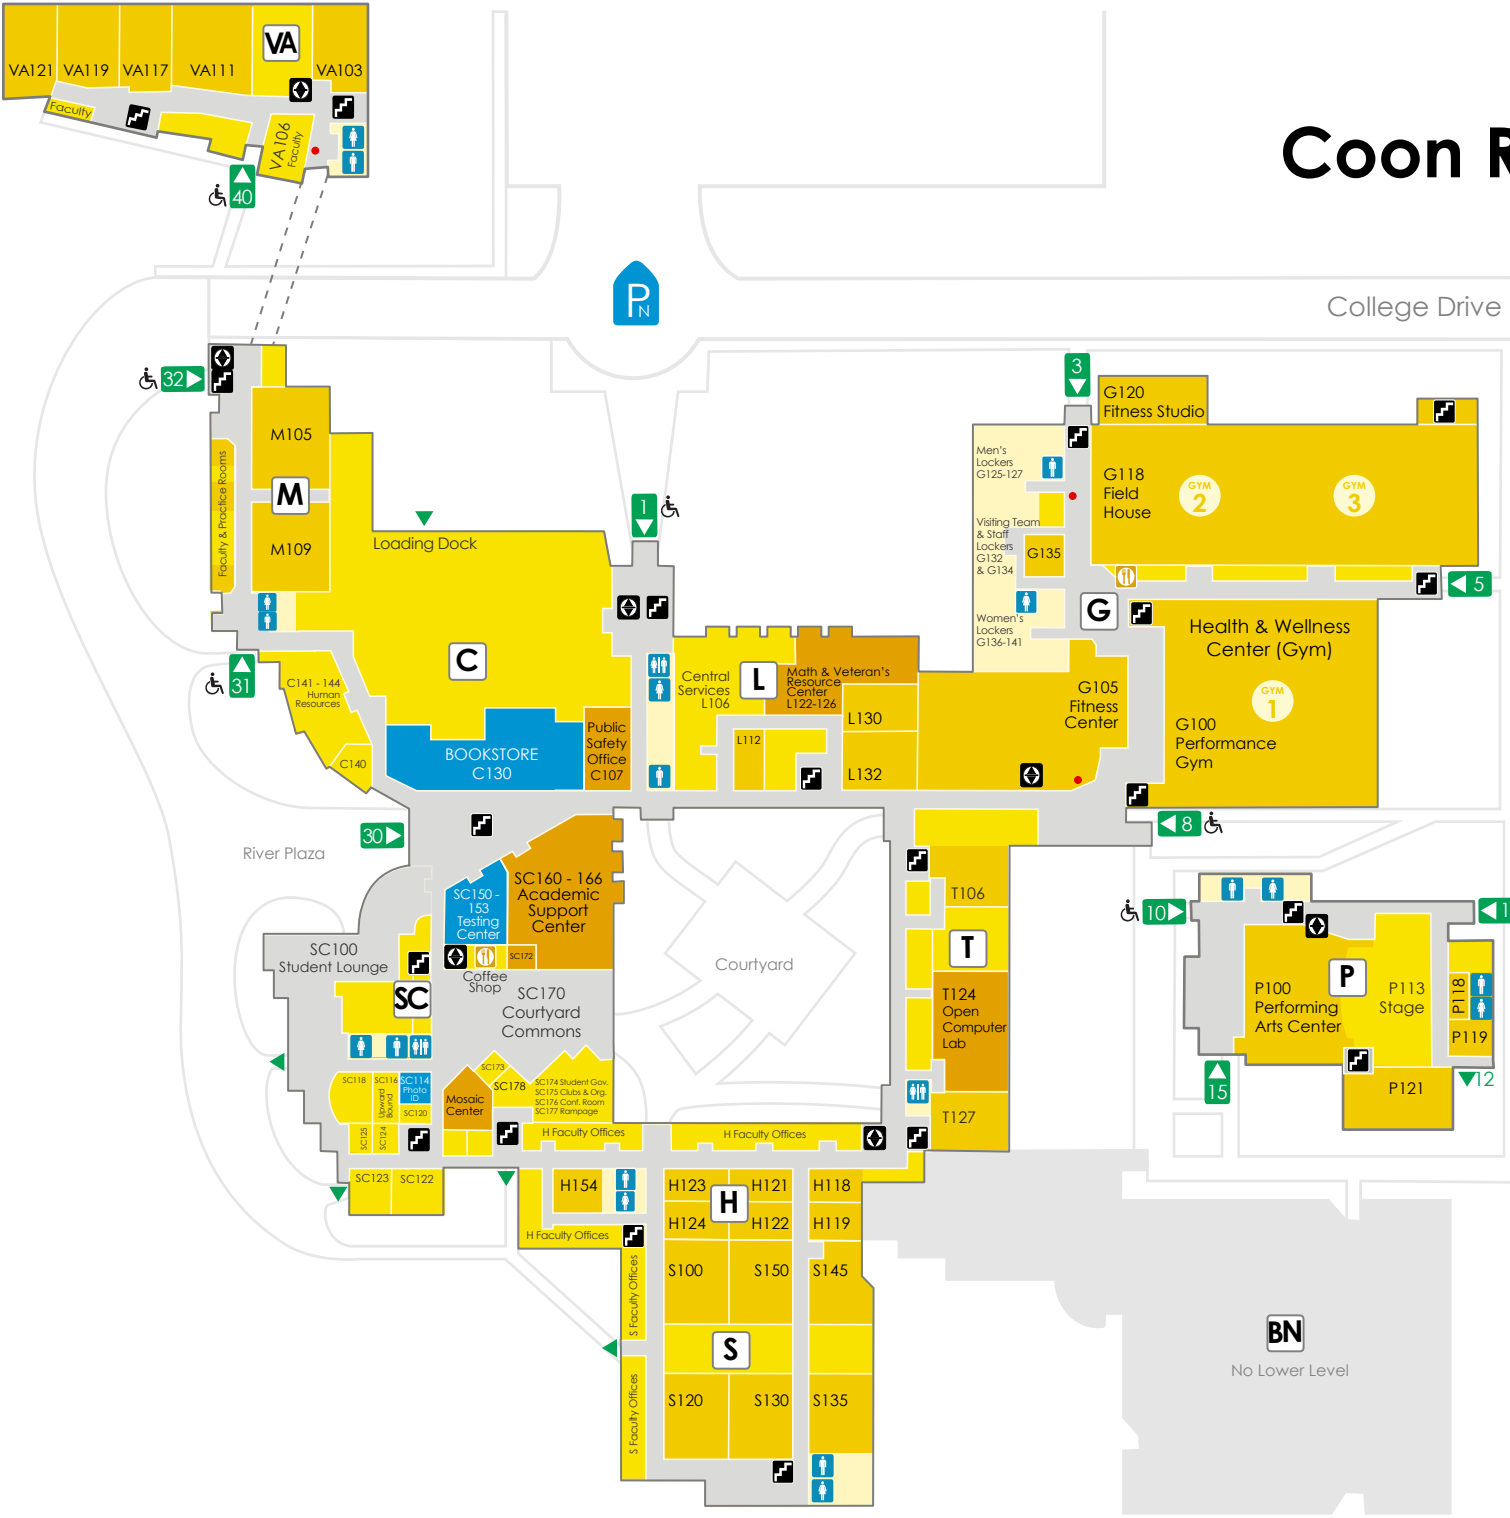 VA
VA121
VA119
VA117
VA111
VA103
Faculty
VA106
Faculty
40
Coon R
P
N
College Drive
32
3
G120
Fitness Studio
M105
M
M109
Faculty & Practice Rooms
Men's
Lockers
G125-127
G118
Field
House
GYM
2
GYM
3
1
Loading Dock
Visiting Team
& Staff
Lockers
G132
& G134
G135
5
G
Women's
Lockers
G136-141
Health & Wellness
Center (Gym)
C
31
C141 - 144
Human
Resources
C140
Central
Services
L106
L
Math & Veteran's
Resource
Center
L122-126
L130
L112
L132
G105
Fitness
Center
GYM
1
G100
Performance
Gym
BOOKSTORE
C130
Public
Safety
Office
C107
30
River Plaza
8
SC160 - 166
Academic
Support
Center
SC150 -
153
Testing
Center
SC172
Coffee
Shop
SC100
Student Lounge
SC
SC170
Courtyard
Commons
Courtyard
T106
T
T124
Open
Computer
Lab
T127
10
1
P
P100
Performing
Arts Center
P113
Stage
P118
P119
P121
12
15
SC118
SC116
Upward
Bound
SC114
Photo
ID
SC120
SC125
SC124
SC123
SC122
Mosaic
Center
SC173
SC178
SC174 Student Gov.
SC175 Clubs & Org.
SC176 Conf. Room
SC177 Rampage
H Faculty Offices
H Faculty Offices
H154
H123
H121
H118
H
H124
H122
H119
H Faculty Offices
S Faculty Offices
S100
S150
S145
S
S Faculty Offices
S120
S130
S135
BN
No Lower Level